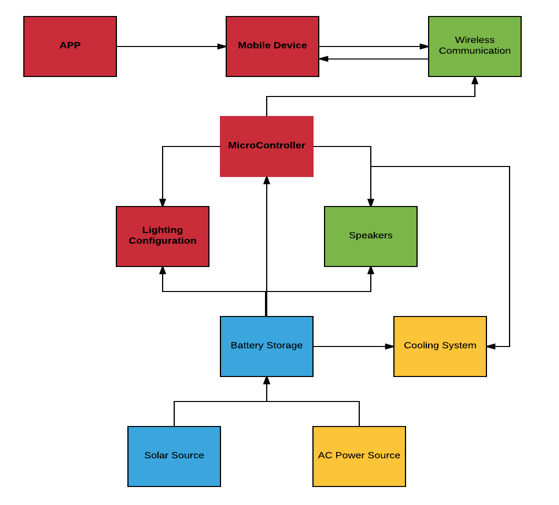 APP
Mobile Device
Wireless
Communication
MicroController
Lighting
Configuration
Speakers
Battery Storage
Cooling System
Solar Source
AC Power Source